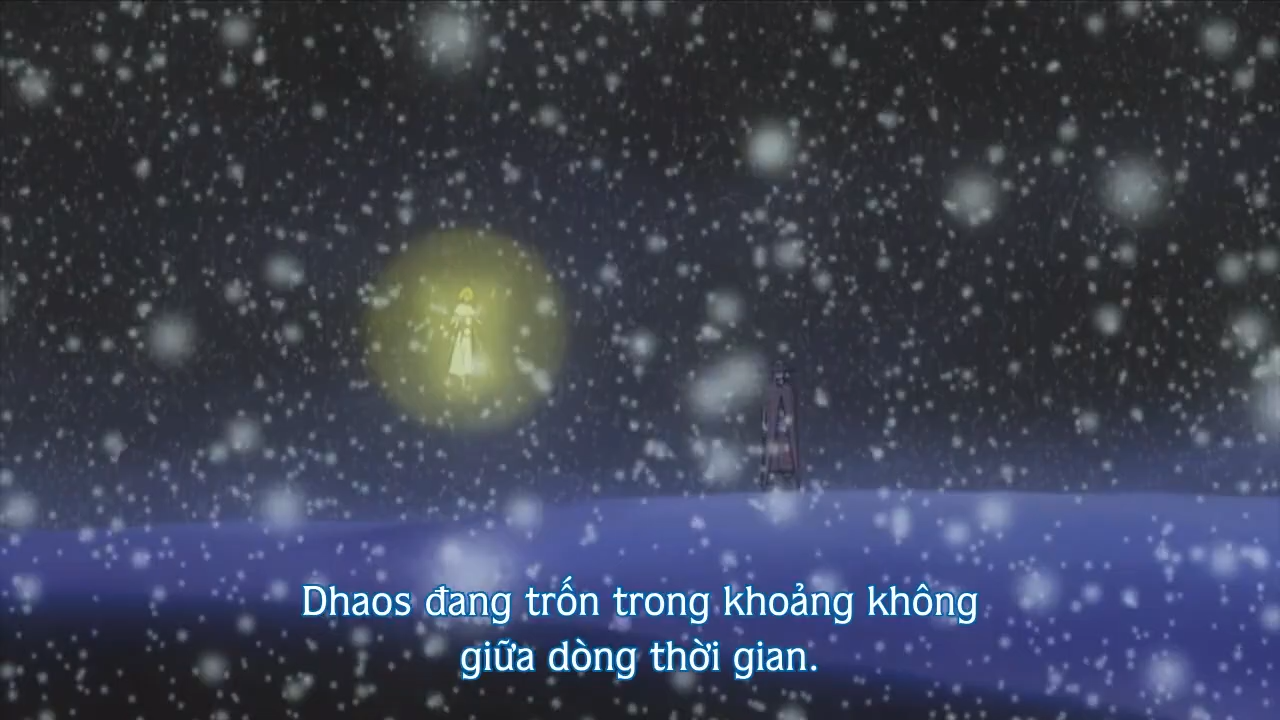 Dhaos đang trốn trong khoảng không
giữa dòng thời gian.